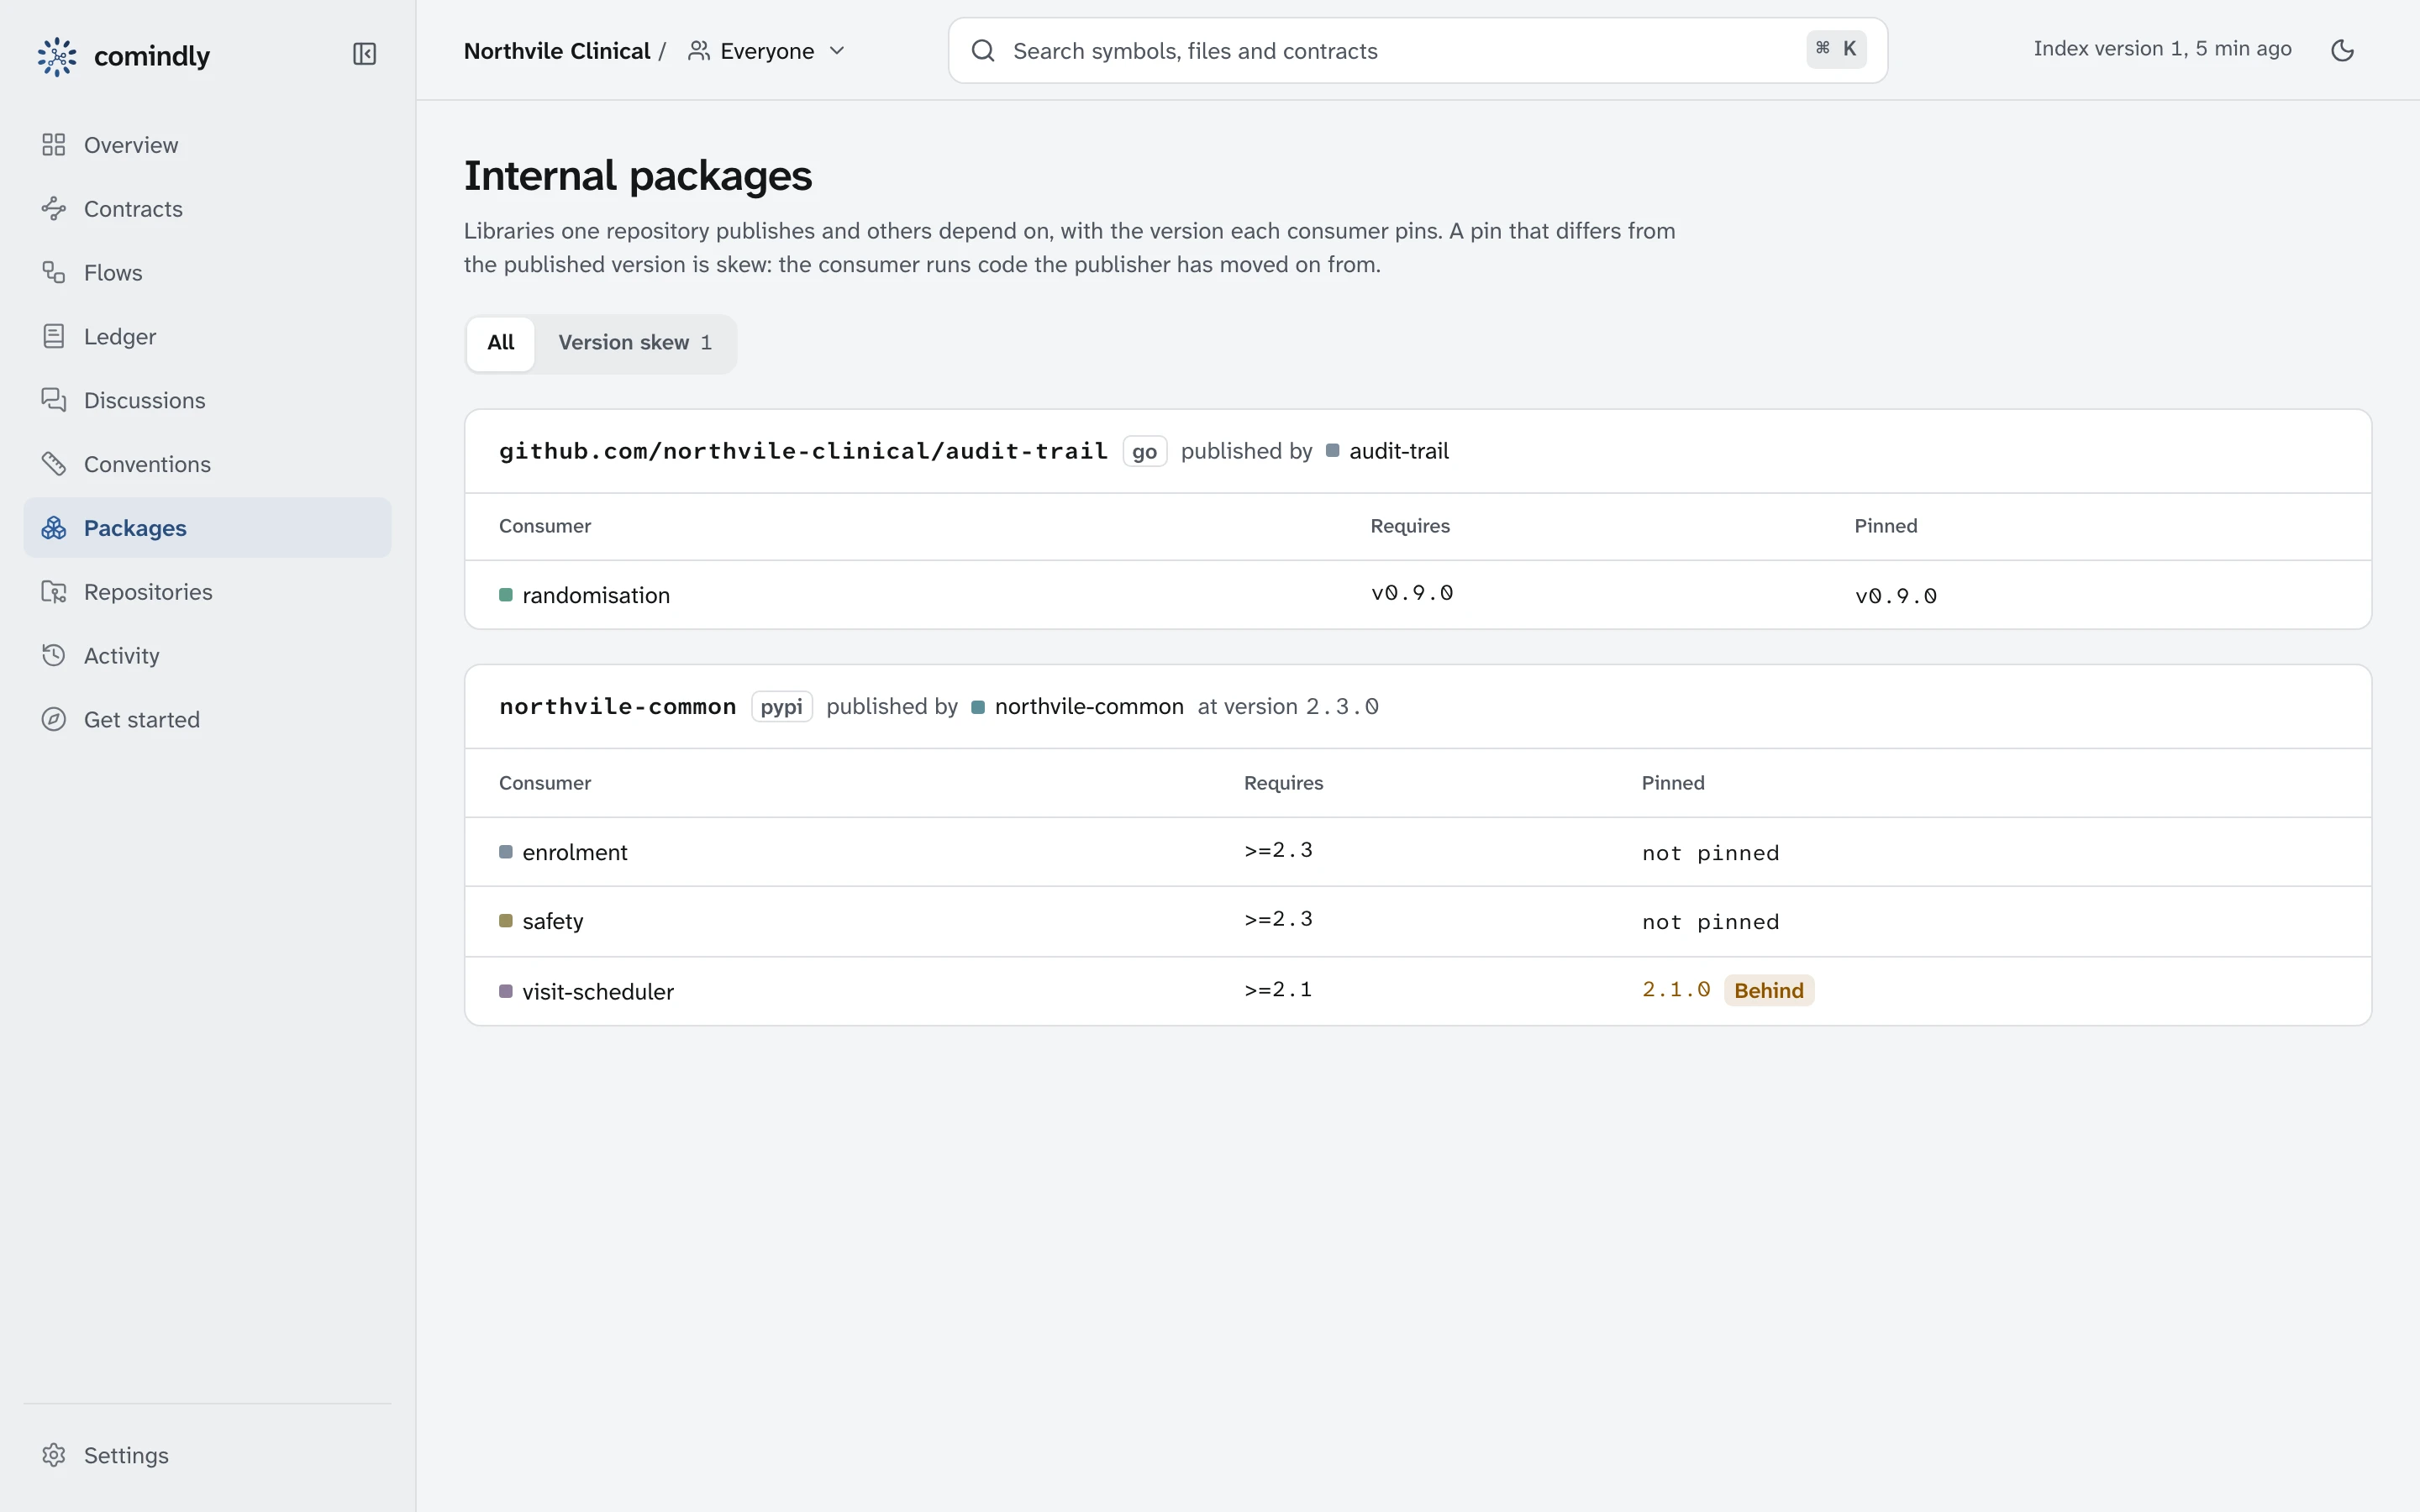 comindly
Northvile Clinical / Everyone
Search symbols, files and contracts ⌘ K
Index version 1, 5 min ago
Overview
Contracts
Flows
Ledger
Discussions
Conventions
Packages
Repositories
Activity
Get started
Settings
Internal packages
Libraries one repository publishes and others depend on, with the version each consumer pins. A pin that differs from
the published version is skew: the consumer runs code the publisher has moved on from.
All Version skew 1
github.com/northvile-clinical/audit-trail go published by audit-trail
Consumer Requires Pinned
randomisation v0.9.0 v0.9.0
northvile-common pypi published by northvile-common at version 2.3.0
Consumer Requires Pinned
enrolment >=2.3 not pinned
safety >=2.3 not pinned
visit-scheduler >=2.1 2.1.0 Behind